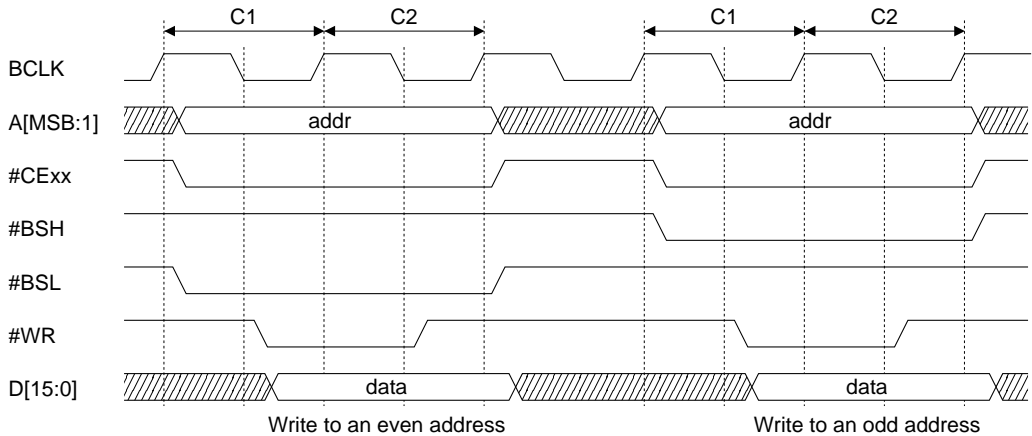 C1 C2 C1 C2
BCLK
A[MSB:1] addr addr
#CExx
#BSH
#BSL
#WR
D[15:0] data data
Write to an even address Write to an odd address